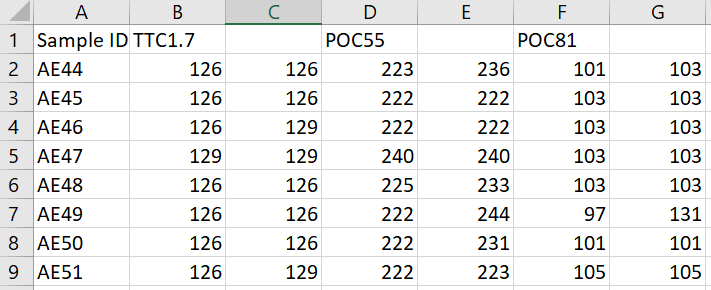 A B C D E F G
1 Sample ID TTC1.7 POC55 POC81
2 AE44 126 126 223 236 101 103
3 AE45 126 126 222 222 103 103
4 AE46 126 129 222 222 103 103
5 AE47 129 129 240 240 103 103
6 AE48 126 126 225 233 103 103
7 AE49 126 126 222 244 97 131
8 AE50 126 126 222 231 101 101
9 AE51 126 129 222 223 105 105